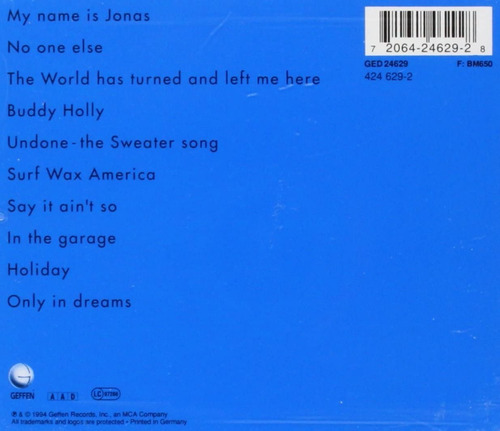 My name is Jonas
No one else
The World has turned and left me here
Buddy Holly
Undone - the Sweater song
Surf Wax America
Say it ain't so
In the garage
Holiday
Only in dreams
7 2064-24629-2 8
GED 24629 F: BM650
424 629-2
GEFFEN
AAD
LC 07266
℗ & © 1994 Geffen Records, Inc., an MCA Company
All trademarks and logos are protected • Printed in Germany